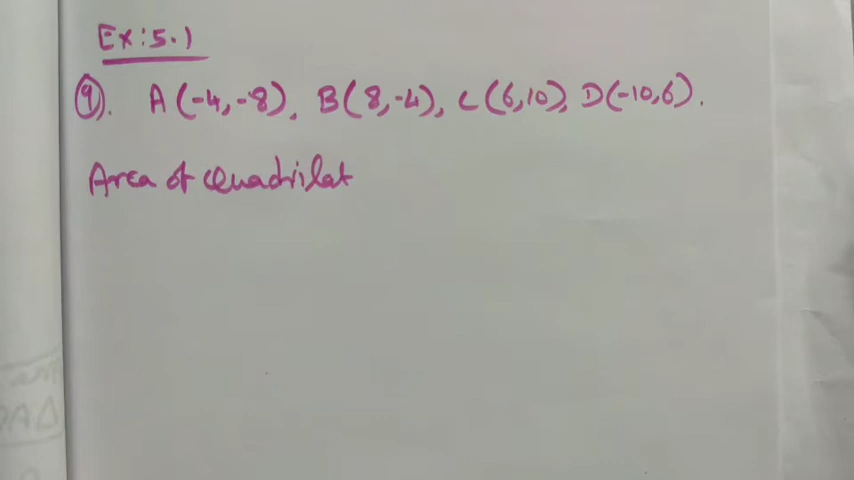 Ex:5.1
9. A(-4,-8), B(8,-4), C(6,10), D(-10,6).
Area of Quadrilat